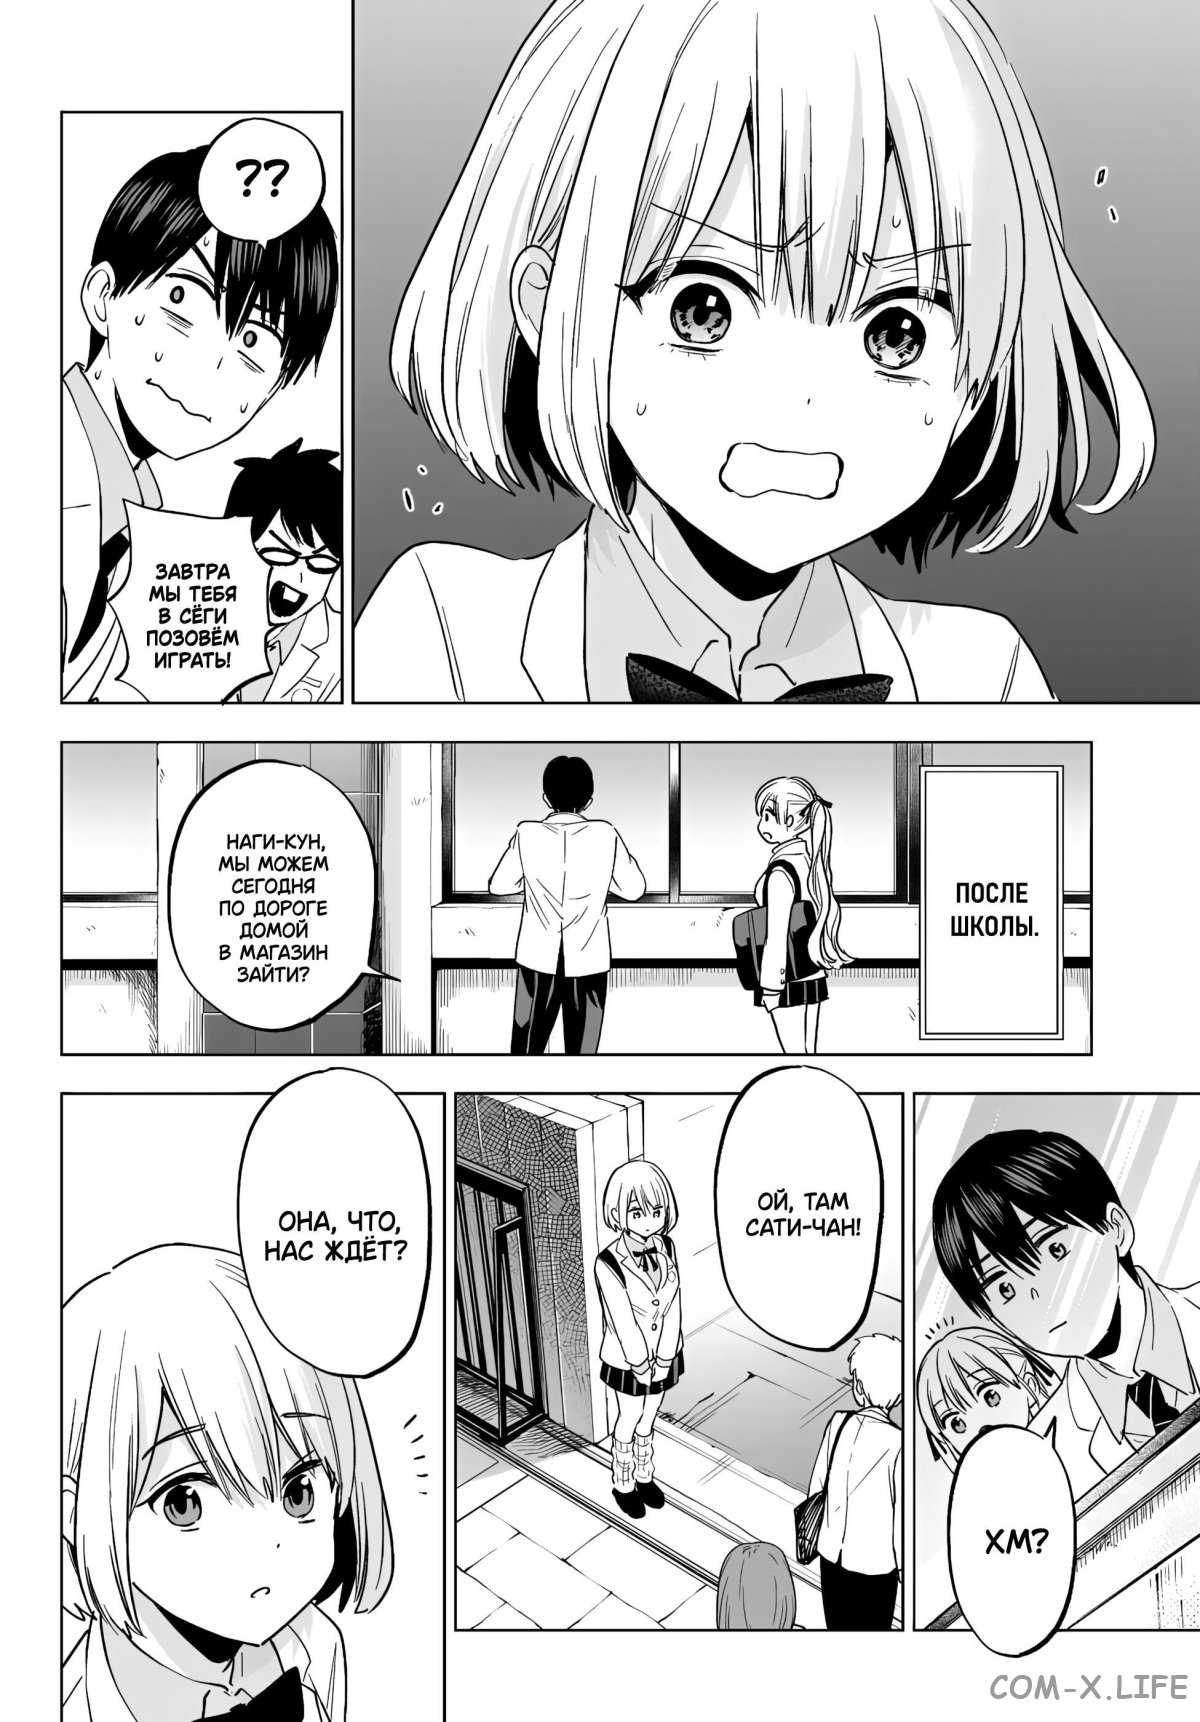 ??
ЗАВТРА
МЫ ТЕБЯ
В СЁГИ
ПОЗОВЁМ
ИГРАТЬ!
ПОСЛЕ
ШКОЛЫ.
НАГИ-КУН,
МЫ МОЖЕМ
СЕГОДНЯ
ПО ДОРОГЕ
ДОМОЙ
В МАГАЗИН
ЗАЙТИ?
ХМ?
ОЙ, ТАМ
САТИ-ЧАН!
ОНА, ЧТО,
НАС ЖДЁТ?
COM-X.LIFE